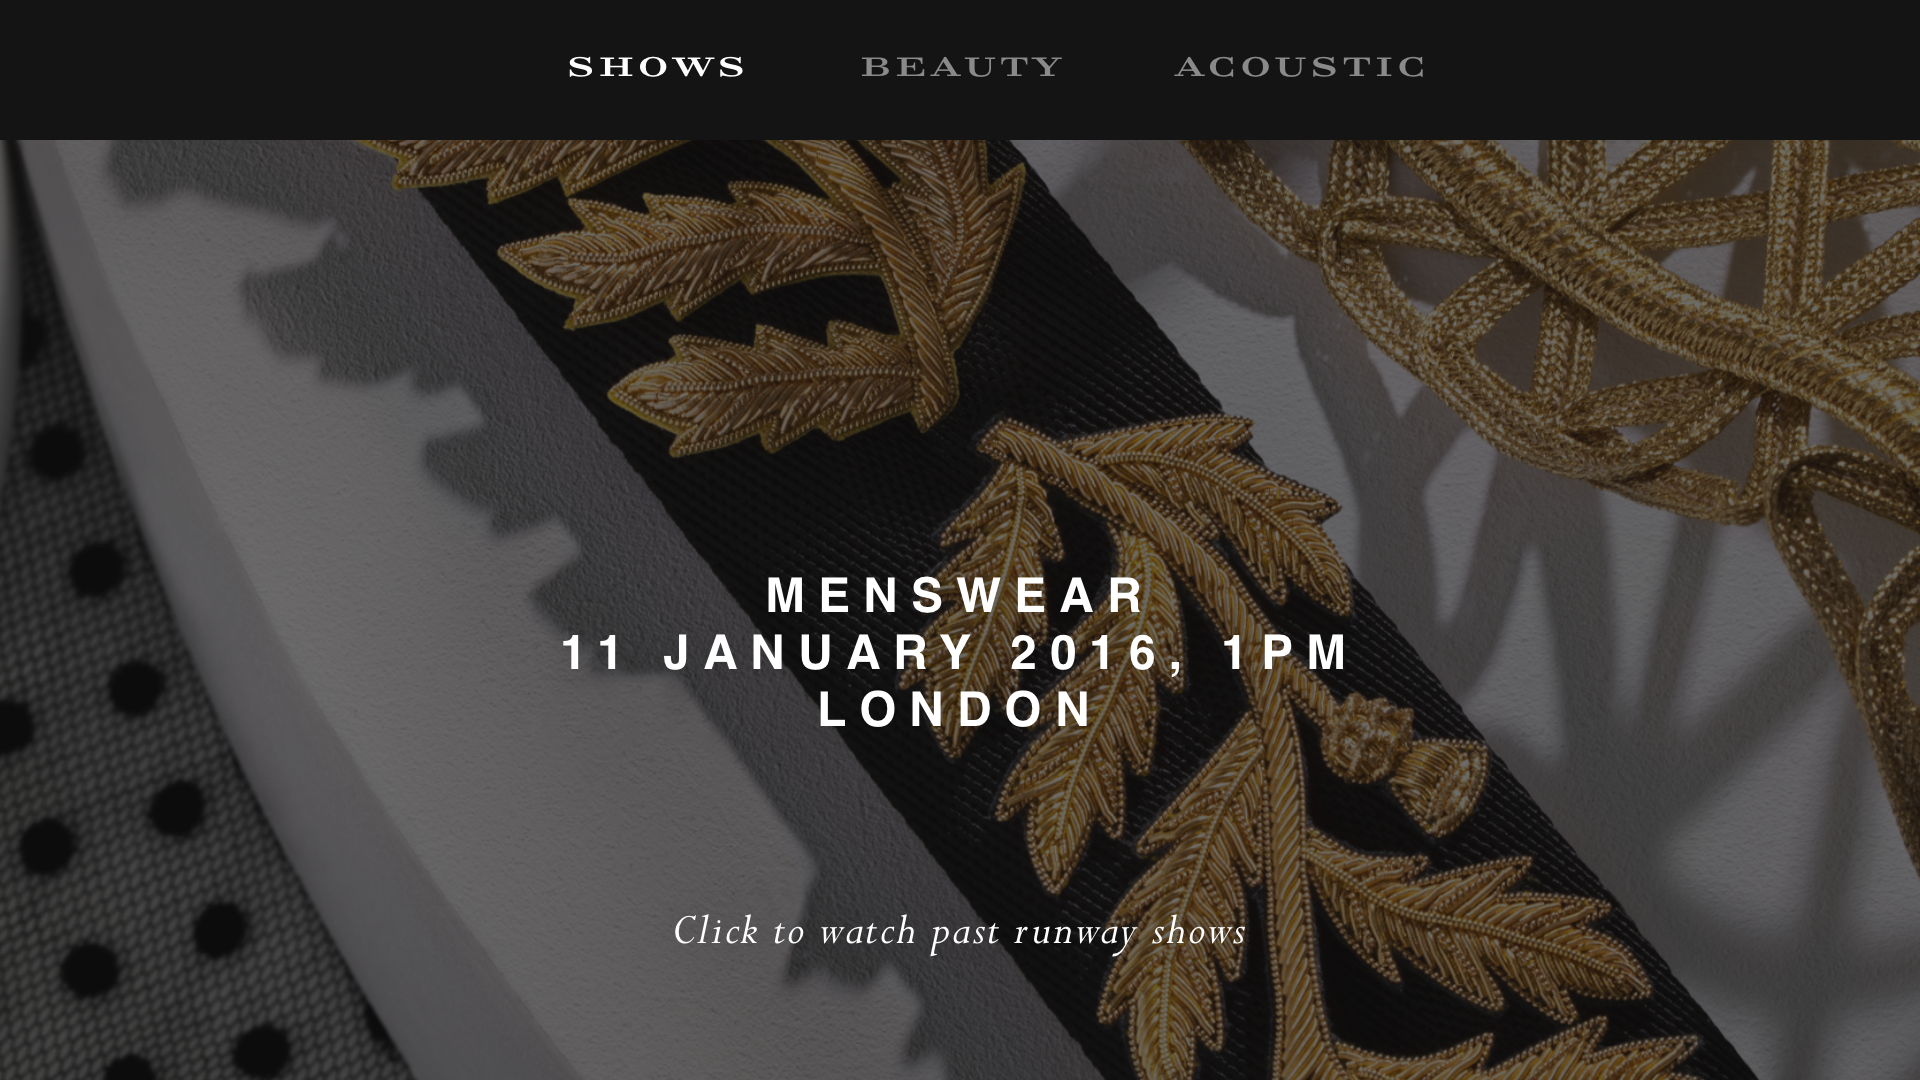 SHOWS BEAUTY ACOUSTIC
MENSWEAR
11 JANUARY 2016, 1PM
LONDON
Click to watch past runway shows